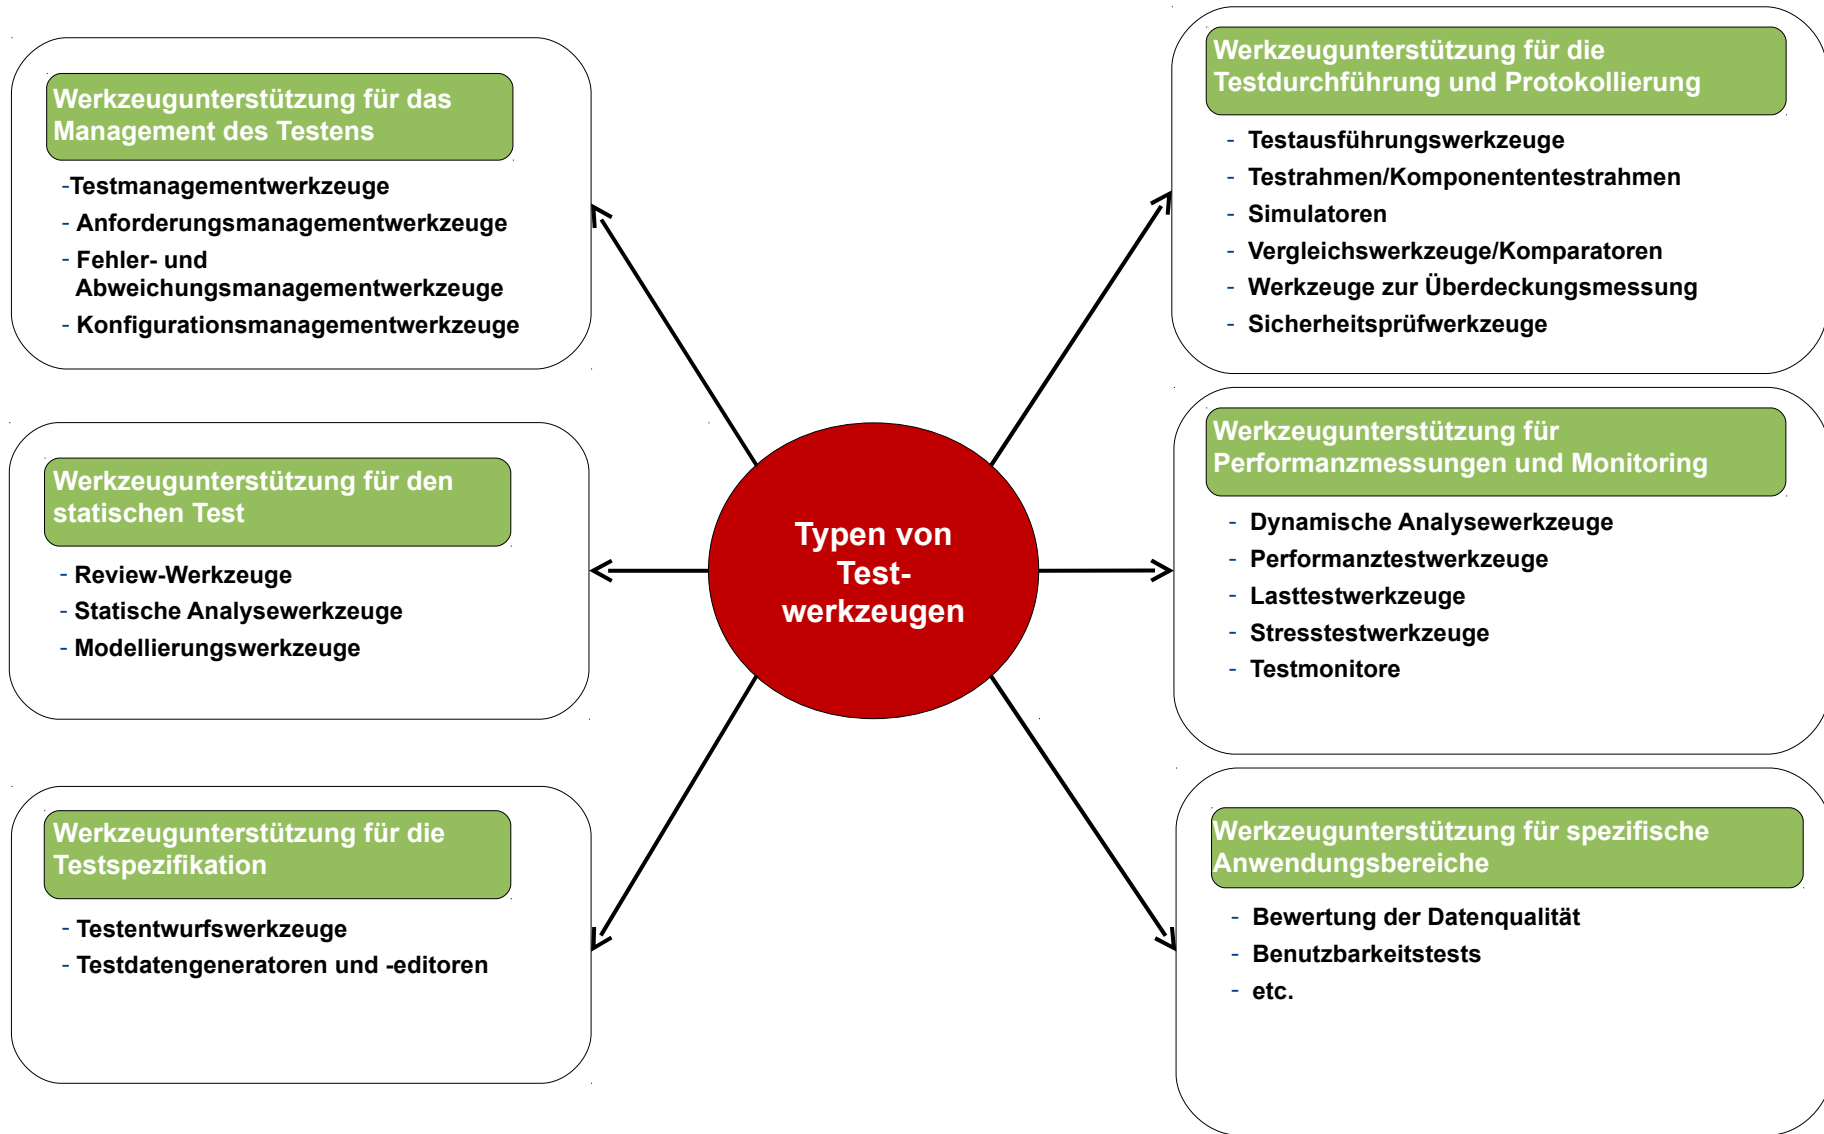 Werkzeugunterstützung für das
Management des Testens
-Testmanagementwerkzeuge
- Anforderungsmanagementwerkzeuge
- Fehler- und
Abweichungsmanagementwerkzeuge
- Konfigurationsmanagementwerkzeuge
Werkzeugunterstützung für den
statischen Test
- Review-Werkzeuge
- Statische Analysewerkzeuge
- Modellierungswerkzeuge
Werkzeugunterstützung für die
Testspezifikation
- Testentwurfswerkzeuge
- Testdatengeneratoren und -editoren
Typen von
Test-
werkzeugen
Werkzeugunterstützung für die
Testdurchführung und Protokollierung
- Testausführungswerkzeuge
- Testrahmen/Komponententestrahmen
- Simulatoren
- Vergleichswerkzeuge/Komparatoren
- Werkzeuge zur Überdeckungsmessung
- Sicherheitsprüfwerkzeuge
Werkzeugunterstützung für
Performanzmessungen und Monitoring
- Dynamische Analysewerkzeuge
- Performanztestwerkzeuge
- Lasttestwerkzeuge
- Stresstestwerkzeuge
- Testmonitore
Werkzeugunterstützung für spezifische
Anwendungsbereiche
- Bewertung der Datenqualität
- Benutzbarkeitstests
- etc.